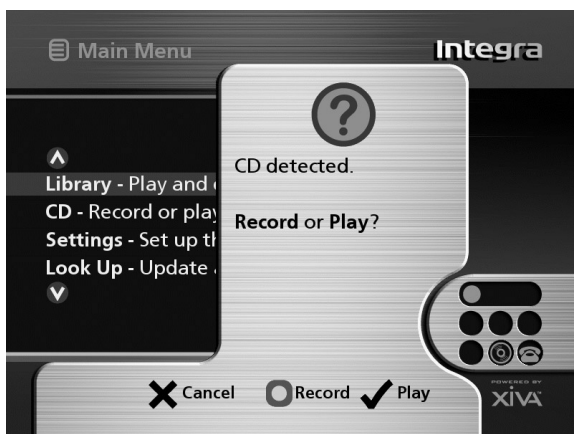 Main Menu
Integra
CD detected.
Record or Play?
Library - Play and
CD - Record or play
Settings - Set up th
Look Up - Update
Cancel
Record
Play
POWERED BY
XiVA